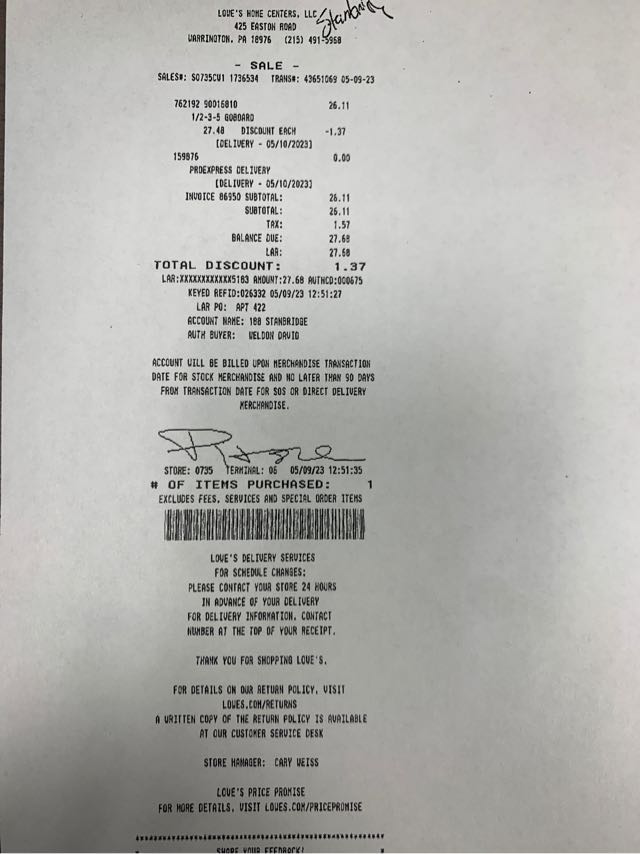 LOWE'S HOME CENTERS, LLC
Stanbridge
425 EASTON ROAD
WARRINGTON, PA 18976 (215) 491-5958
- SALE -
SALES#: S0735CW1 1736534 TRANS#: 43651069 05-09-23
762192 90016810 26.11
1/2-3-5 GOBOARD
27.48 DISCOUNT EACH -1.37
[DELIVERY - 05/10/2023]
159876 0.00
PROEXPRESS DELIVERY
[DELIVERY - 05/10/2023]
INVOICE 86950 SUBTOTAL: 26.11
SUBTOTAL: 26.11
TAX: 1.57
BALANCE DUE: 27.68
LAR: 27.68
TOTAL DISCOUNT: 1.37
LAR:XXXXXXXXXXXX5163 AMOUNT:27.68 AUTHCD:000675
KEYED REFID:026332 05/09/23 12:51:27
LAR PO: APT 422
ACCOUNT NAME: 188 STANBRIDGE
AUTH BUYER: WELDON DAVID
ACCOUNT WILL BE BILLED UPON MERCHANDISE TRANSACTION
DATE FOR STOCK MERCHANDISE AND NO LATER THAN 90 DAYS
FROM TRANSACTION DATE FOR SOS OR DIRECT DELIVERY
MERCHANDISE.
STORE: 0735 TERMINAL: 06 05/09/23 12:51:35
# OF ITEMS PURCHASED: 1
EXCLUDES FEES, SERVICES AND SPECIAL ORDER ITEMS
LOWE'S DELIVERY SERVICES
FOR SCHEDULE CHANGES:
PLEASE CONTACT YOUR STORE 24 HOURS
IN ADVANCE OF YOUR DELIVERY
FOR DELIVERY INFORMATION, CONTACT
NUMBER AT THE TOP OF YOUR RECEIPT.
THANK YOU FOR SHOPPING LOWE'S.
FOR DETAILS ON OUR RETURN POLICY, VISIT
LOWES.COM/RETURNS
A WRITTEN COPY OF THE RETURN POLICY IS AVAILABLE
AT OUR CUSTOMER SERVICE DESK
STORE MANAGER: CARY WEISS
LOWE'S PRICE PROMISE
FOR MORE DETAILS, VISIT LOWES.COM/PRICEPROMISE
* SHARE YOUR FEEDBACK! *